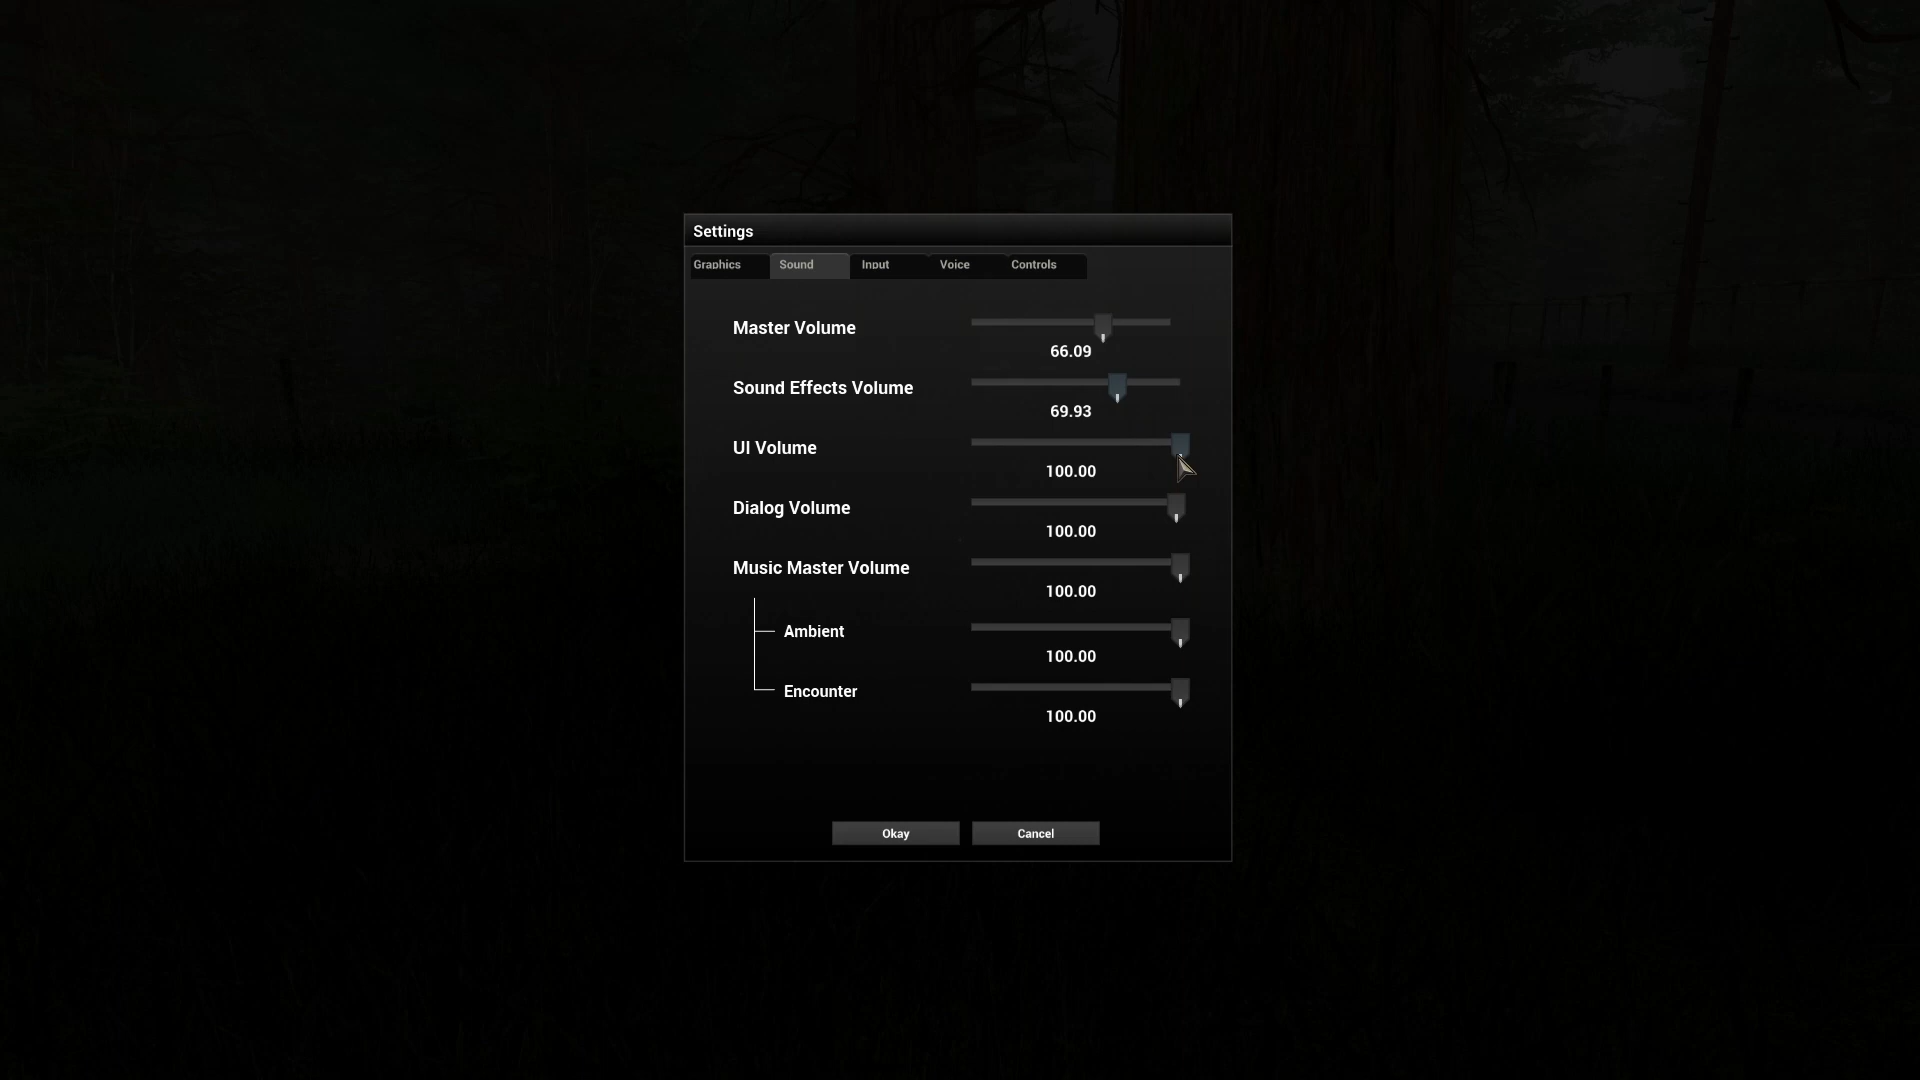 Settings
Graphics Sound Input Voice Controls
Master Volume
66.09
Sound Effects Volume
69.93
UI Volume
100.00
Dialog Volume
100.00
Music Master Volume
100.00
Ambient
100.00
Encounter
100.00
Okay Cancel